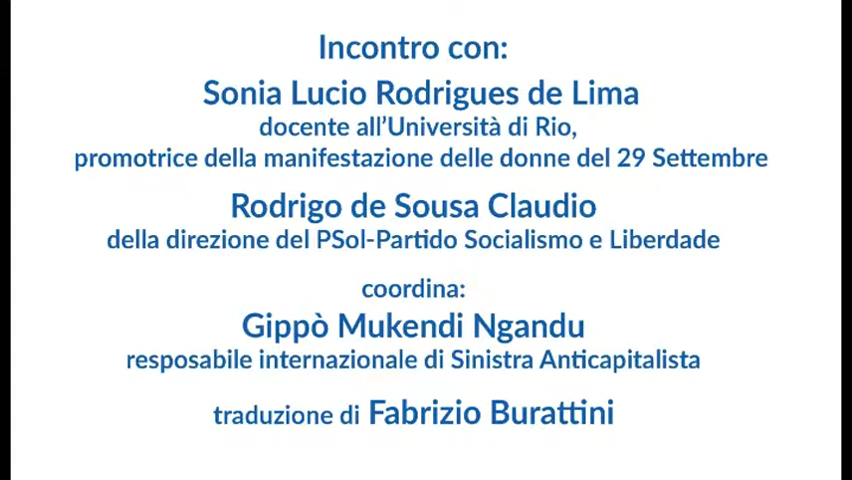 Incontro con:
Sonia Lucio Rodrigues de Lima
docente all’Università di Rio,
promotrice della manifestazione delle donne del 29 Settembre
Rodrigo de Sousa Claudio
della direzione del PSol-Partido Socialismo e Liberdade
coordina:
Gippò Mukendi Ngandu
resposabile internazionale di Sinistra Anticapitalista
traduzione di Fabrizio Burattini